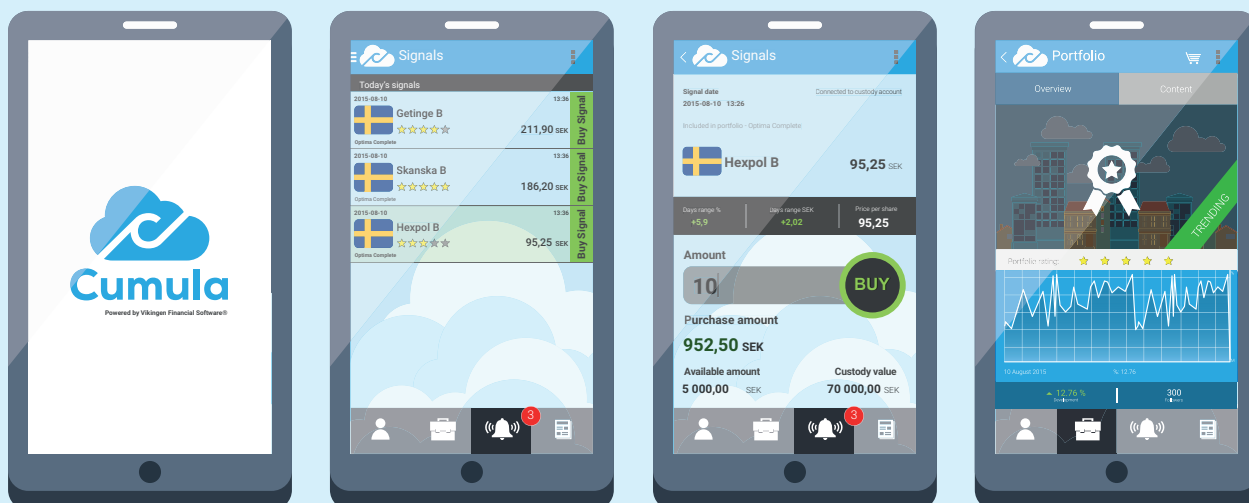 Cumula
Powered by Vikingen Financial Software®
Signals
Today's signals
2015-08-10 13:36
Getinge B
211,90 SEK
Optima Complete
Buy Signal
2015-08-10 13:36
Skanska B
186,20 SEK
Optima Complete
Buy Signal
2015-08-10 13:36
Hexpol B
95,25 SEK
Optima Complete
Buy Signal
3
Signals
Signal date
Connected to custody account
2015-08-10 13:26
Included in portfolio - Optima Complete
Hexpol B 95,25 SEK
Days range % Days range SEK Price per share
+5,9 +2,02 95,25
Amount
10
BUY
Purchase amount
952,50 SEK
Available amount Custody value
5 000,00 SEK 70 000,00 SEK
3
Portfolio
Overview Content
TRENDING
Portfolio rating:
10 August 2015 % 12.76
12.76 % 300
Development Followers